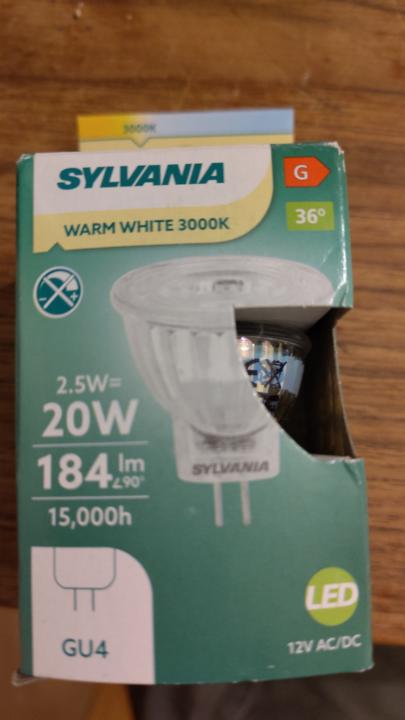 3000K
SYLVANIA
G
WARM WHITE 3000K
36°
2.5W=
20W
184 lm
∠90°
15,000h
SYLVANIA
GU4
LED
12V AC/DC